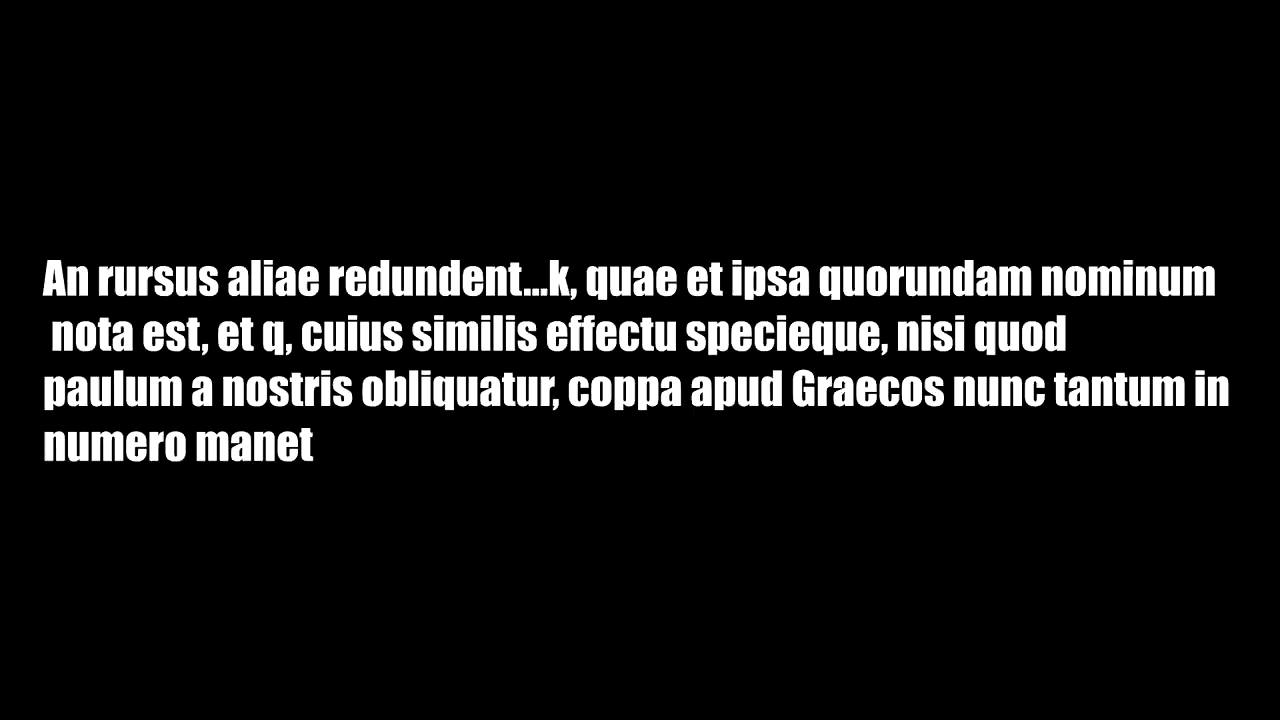 An rursus aliae redundent...k, quae et ipsa quorundam nominum
nota est, et q, cuius similis effectu specieque, nisi quod
paulum a nostris obliquatur, coppa apud Graecos nunc tantum in
numero manet